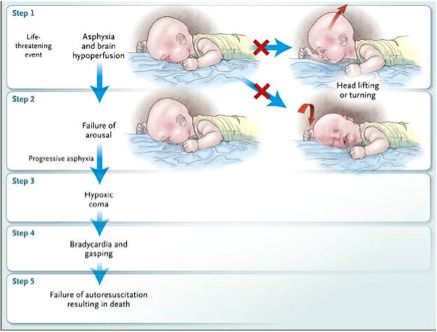 Step 1
Life-
threatening
event
Asphyxia
and brain
hypoperfusion
Head lifting
or turning
Step 2
Failure of
arousal
Progressive asphyxia
Step 3
Hypoxic
coma
Step 4
Bradycardia and
gasping
Step 5
Failure of autoresuscitation
resulting in death